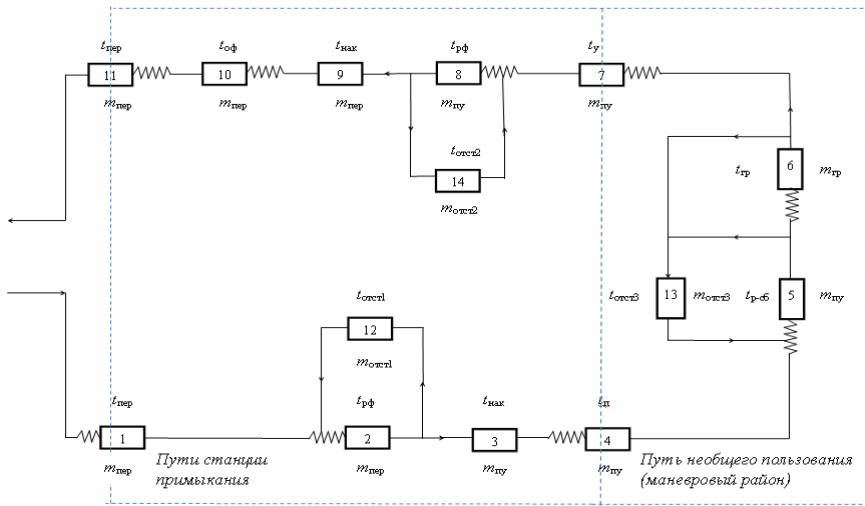 tпер tоф tнак tрф tу
11 10 9 8 7
mпер mпер mпер mпу mпу
tотст2
14
mотст2
6
tгр mгр
tотст3 13 mотст3 tр-сб 5 mпу
tотст1
12
mотст1
tпер tрф tнак tп
1 2 3 4
mпер Пути станции примыкания mпер mпу mпу Путь необщего пользования
(маневровый район)